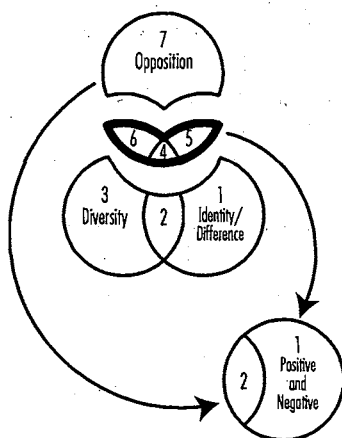 7
Opposition
6
5
4
3
Diversity
2
1
Identity/
Difference
2
1
Positive
and
Negative